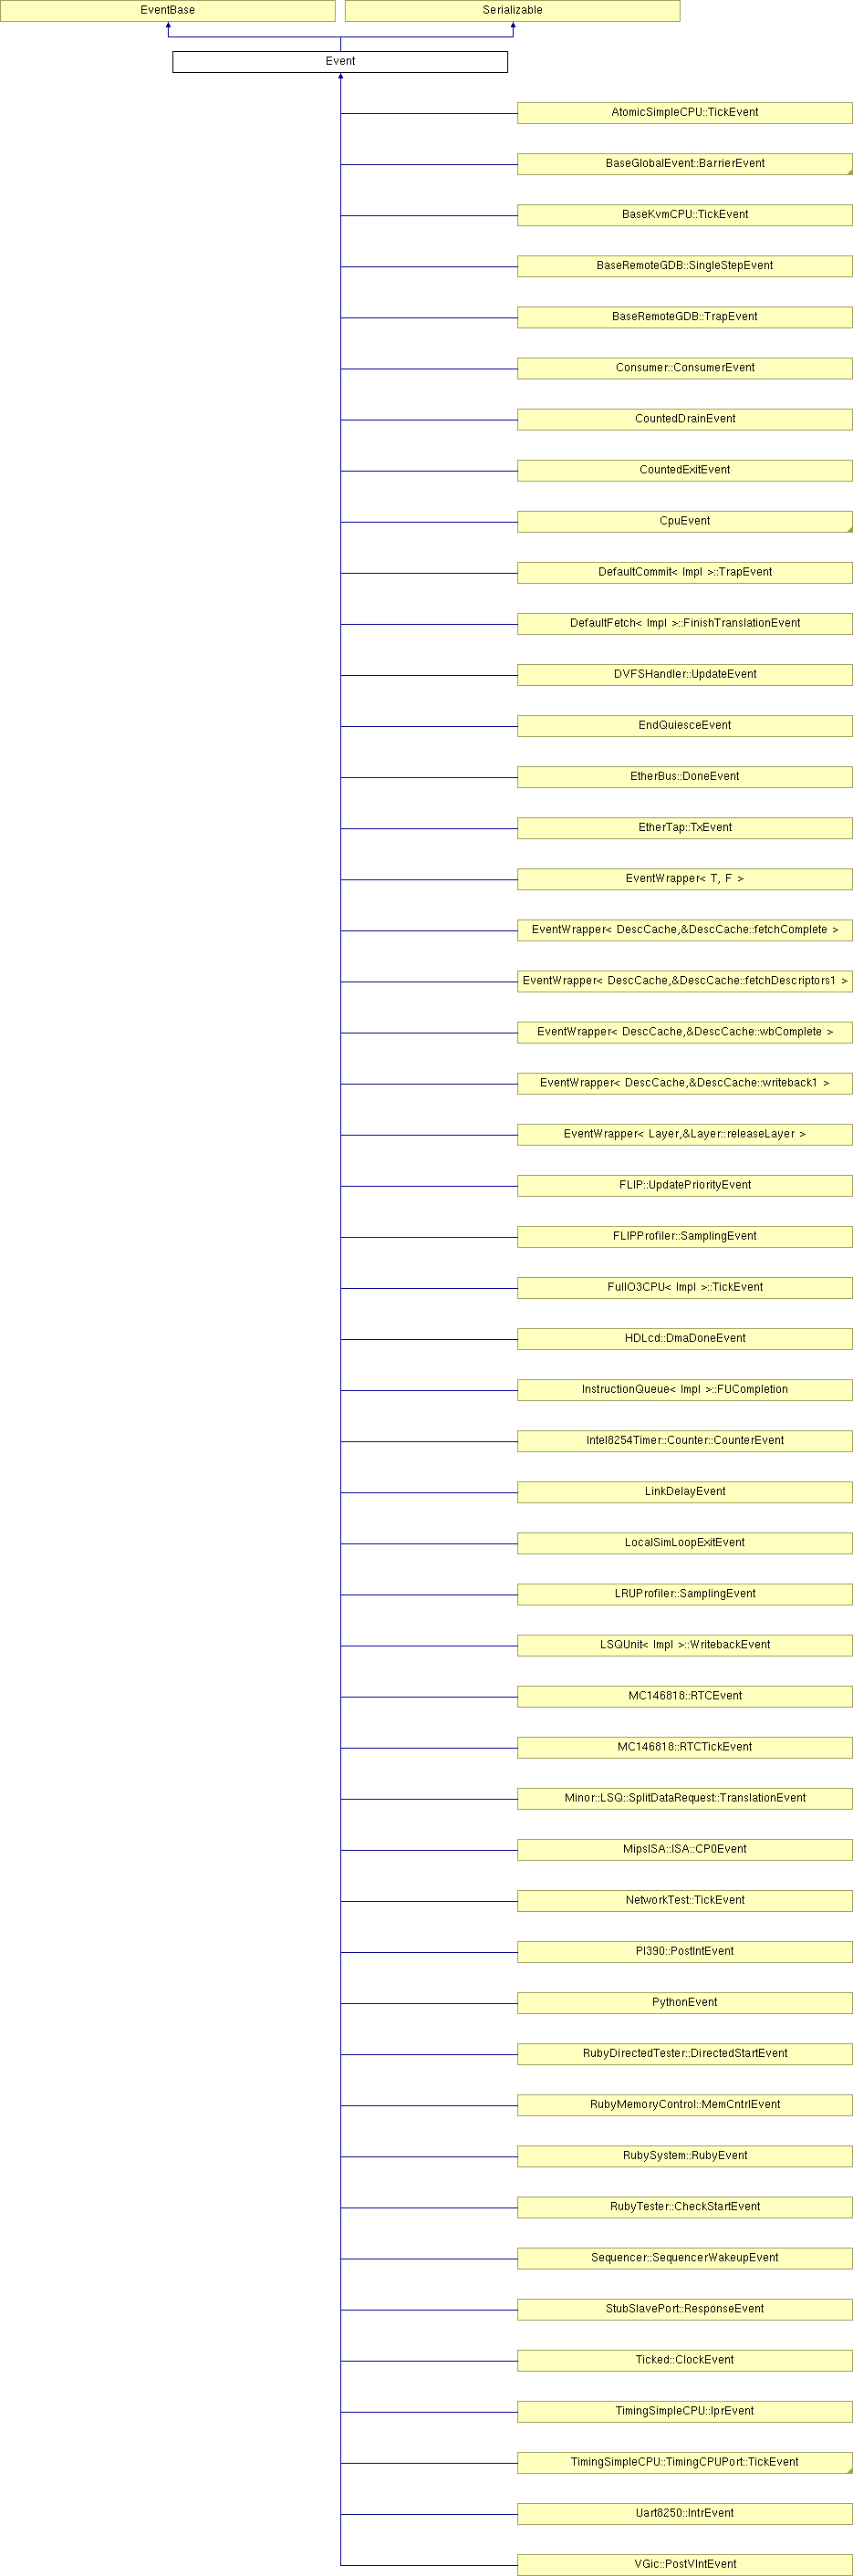 EventBase
Serializable
Event
AtomicSimpleCPU::TickEvent
BaseGlobalEvent::BarrierEvent
BaseKvmCPU::TickEvent
BaseRemoteGDB::SingleStepEvent
BaseRemoteGDB::TrapEvent
Consumer::ConsumerEvent
CountedDrainEvent
CountedExitEvent
CpuEvent
DefaultCommit< Impl >::TrapEvent
DefaultFetch< Impl >::FinishTranslationEvent
DVFSHandler::UpdateEvent
EndQuiesceEvent
EtherBus::DoneEvent
EtherTap::TxEvent
EventWrapper< T, F >
EventWrapper< DescCache,&DescCache::fetchComplete >
EventWrapper< DescCache,&DescCache::fetchDescriptors1 >
EventWrapper< DescCache,&DescCache::wbComplete >
EventWrapper< DescCache,&DescCache::writeback1 >
EventWrapper< Layer,&Layer::releaseLayer >
FLIP::UpdatePriorityEvent
FLIPProfiler::SamplingEvent
FullO3CPU< Impl >::TickEvent
HDLcd::DmaDoneEvent
InstructionQueue< Impl >::FUCompletion
Intel8254Timer::Counter::CounterEvent
LinkDelayEvent
LocalSimLoopExitEvent
LRUProfiler::SamplingEvent
LSQUnit< Impl >::WritebackEvent
MC146818::RTCEvent
MC146818::RTCTickEvent
Minor::LSQ::SplitDataRequest::TranslationEvent
MipsISA::ISA::CP0Event
NetworkTest::TickEvent
Pl390::PostIntEvent
PythonEvent
RubyDirectedTester::DirectedStartEvent
RubyMemoryControl::MemCntrlEvent
RubySystem::RubyEvent
RubyTester::CheckStartEvent
Sequencer::SequencerWakeupEvent
StubSlavePort::ResponseEvent
Ticked::ClockEvent
TimingSimpleCPU::IprEvent
TimingSimpleCPU::TimingCPUPort::TickEvent
Uart8250::IntrEvent
VGic::PostVIntEvent